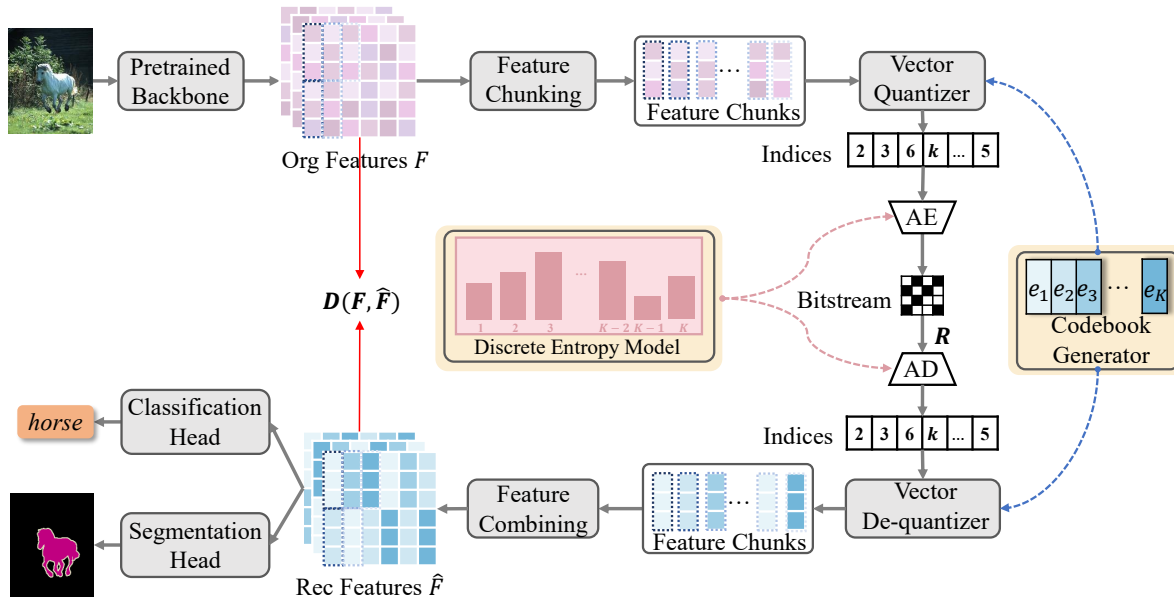 Pretrained
Backbone
Org Features F
Feature
Chunking
...
Feature Chunks
Vector
Quantizer
Indices
2 3 6 k ... 5
AE
Bitstream
R
AD
1 2 3 ... K − 2 K − 1 K
Discrete Entropy Model
e₁ e₂ e₃ ... e_K
Codebook
Generator
D(F, F̂)
Indices
2 3 6 k ... 5
Vector
De-quantizer
...
Feature Chunks
Feature
Combining
Rec Features F̂
Classification
Head
horse
Segmentation
Head